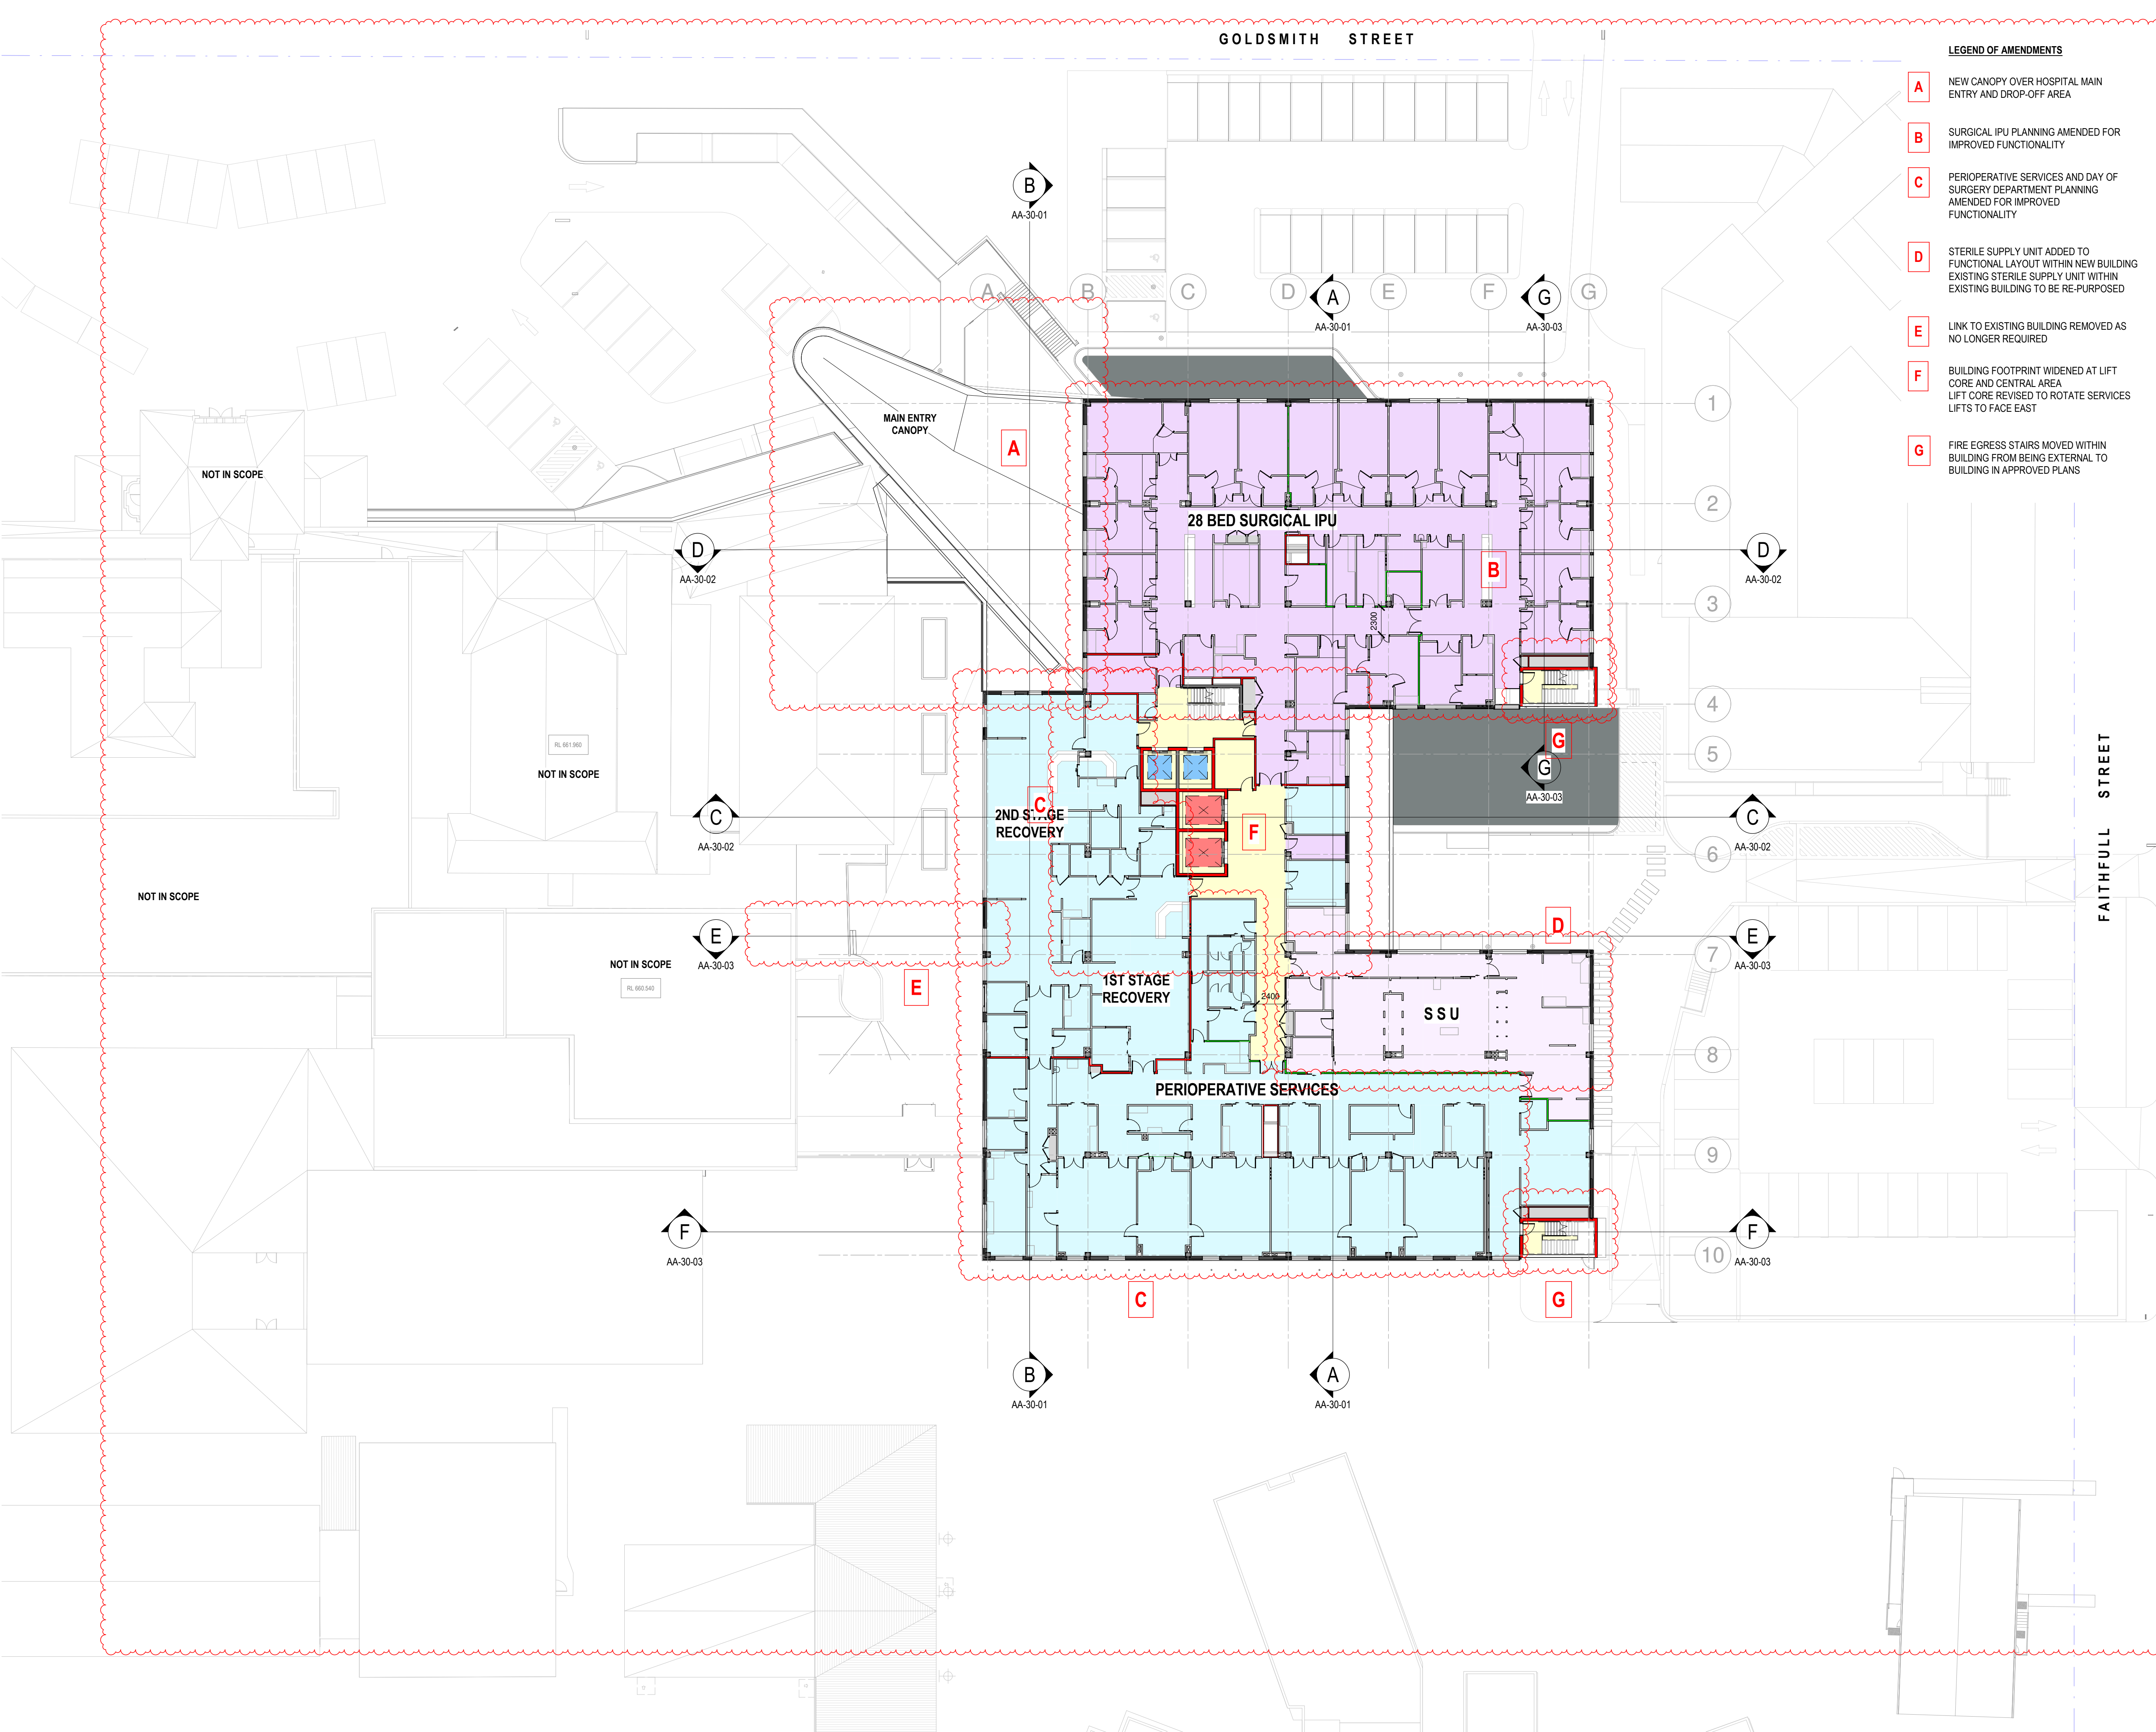 GOLDSMITH STREET
LEGEND OF AMENDMENTS
A
NEW CANOPY OVER HOSPITAL MAIN
ENTRY AND DROP-OFF AREA
B
SURGICAL IPU PLANNING AMENDED FOR
IMPROVED FUNCTIONALITY
C
PERIOPERATIVE SERVICES AND DAY OF
SURGERY DEPARTMENT PLANNING
AMENDED FOR IMPROVED
FUNCTIONALITY
D
STERILE SUPPLY UNIT ADDED TO
FUNCTIONAL LAYOUT WITHIN NEW BUILDING
EXISTING STERILE SUPPLY UNIT WITHIN
EXISTING BUILDING TO BE RE-PURPOSED
E
LINK TO EXISTING BUILDING REMOVED AS
NO LONGER REQUIRED
F
BUILDING FOOTPRINT WIDENED AT LIFT
CORE AND CENTRAL AREA
LIFT CORE REVISED TO ROTATE SERVICES
LIFTS TO FACE EAST
G
FIRE EGRESS STAIRS MOVED WITHIN
BUILDING FROM BEING EXTERNAL TO
BUILDING IN APPROVED PLANS
B
AA-30-01
A B C D E F G
A
AA-30-01
G
AA-30-03
1
MAIN ENTRY
CANOPY
A
NOT IN SCOPE
2
28 BED SURGICAL IPU
D
AA-30-02
B
D
AA-30-02
3
2300
4
RL 661.960
NOT IN SCOPE
5
G
G
AA-30-03
FAITHFULL STREET
C
2ND STAGE
RECOVERY
C
AA-30-02
F
C
AA-30-02
6
NOT IN SCOPE
D
E
AA-30-03
E
AA-30-03
7
NOT IN SCOPE
RL 660.540
E
1ST STAGE
RECOVERY
2400
SSU
8
PERIOPERATIVE SERVICES
9
F
AA-30-03
F
AA-30-03
10
C
G
B
AA-30-01
A
AA-30-01